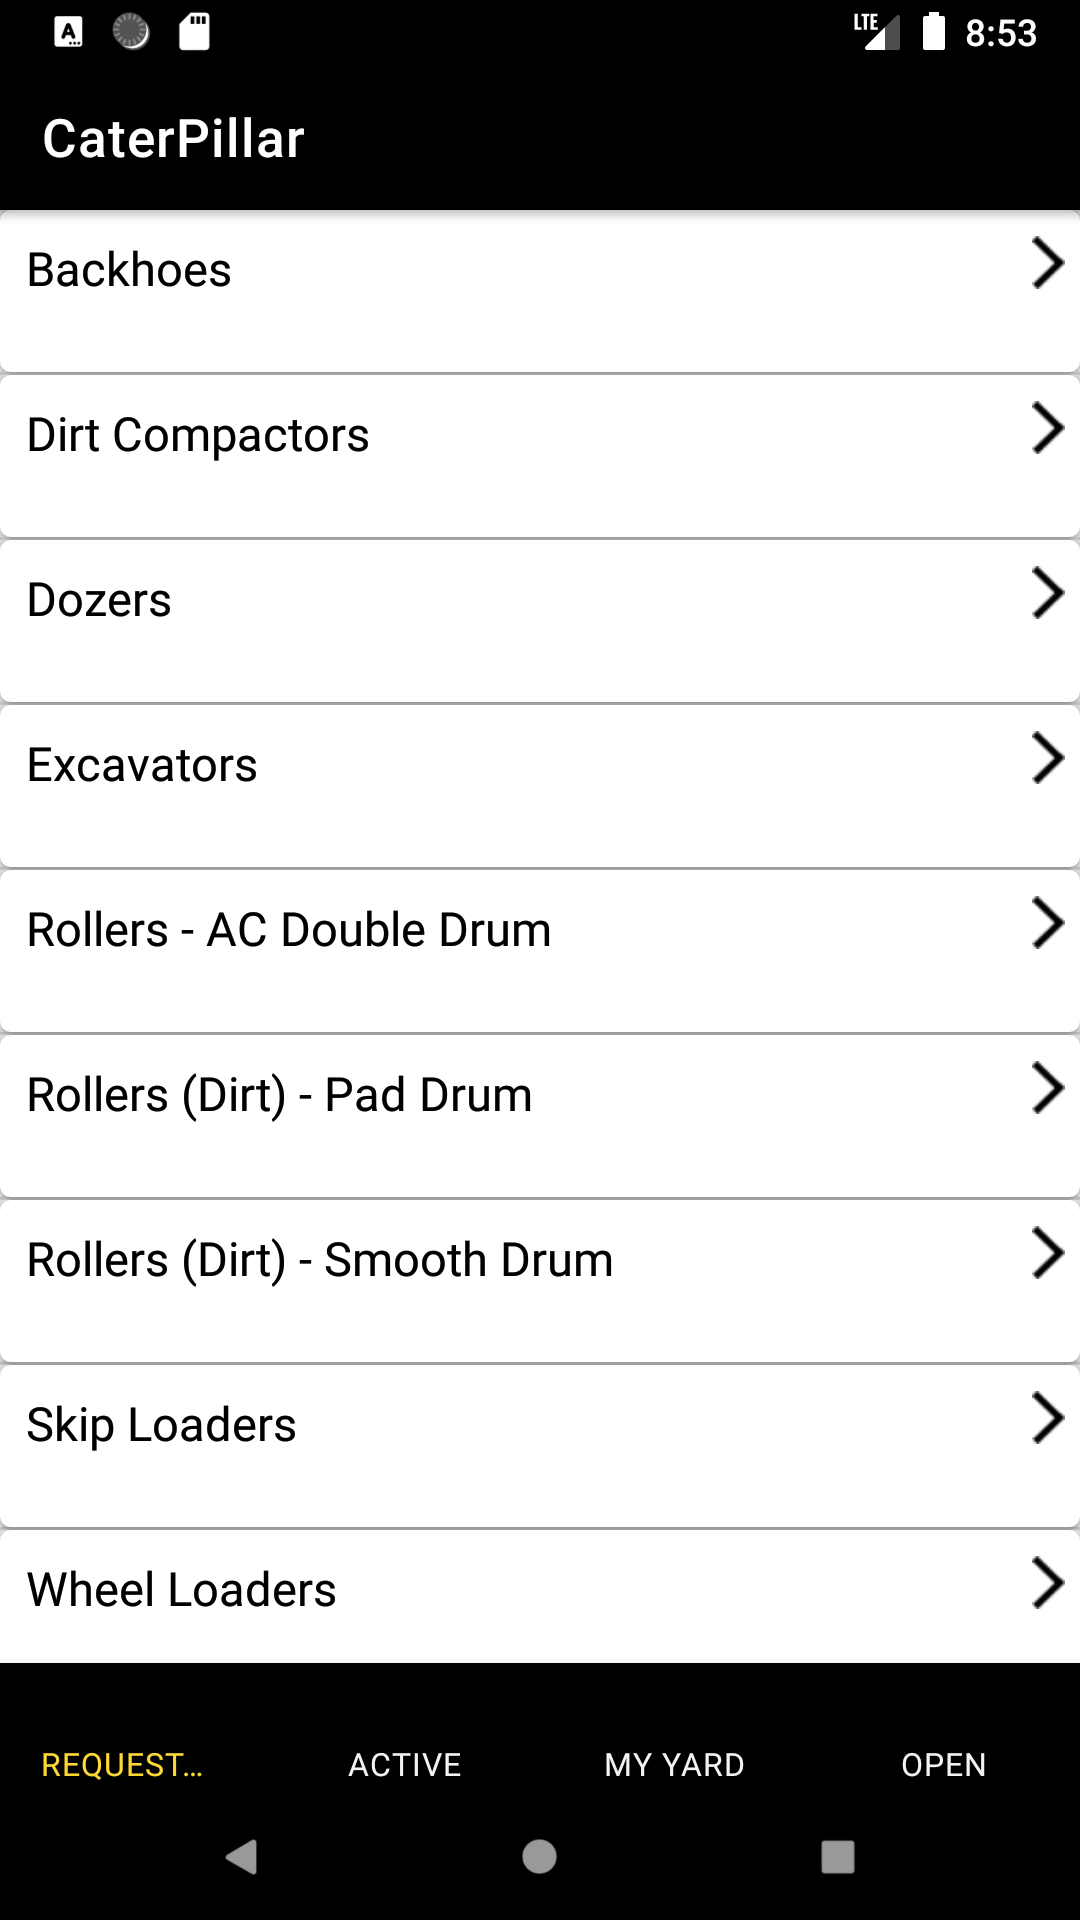 LTE 8:53
CaterPillar
Backhoes
Dirt Compactors
Dozers
Excavators
Rollers - AC Double Drum
Rollers (Dirt) - Pad Drum
Rollers (Dirt) - Smooth Drum
Skip Loaders
Wheel Loaders
REQUEST... ACTIVE MY YARD OPEN